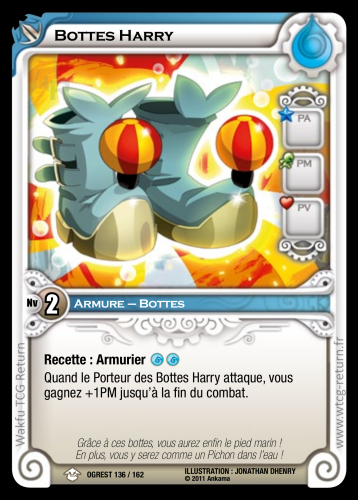 Bottes Harry
PA
PM
PV
Nv 2 Armure – Bottes
Recette : Armurier
Quand le Porteur des Bottes Harry attaque, vous
gagnez +1PM jusqu'à la fin du combat.
Grâce à ces bottes, vous aurez enfin le pied marin !
En plus, vous y serez comme un Pichon dans l'eau !
OGREST 136 / 162
ILLUSTRATION : JONATHAN DHENRY
© 2011 Ankama
Wakfu TCG Return
www.wtcg-return.fr